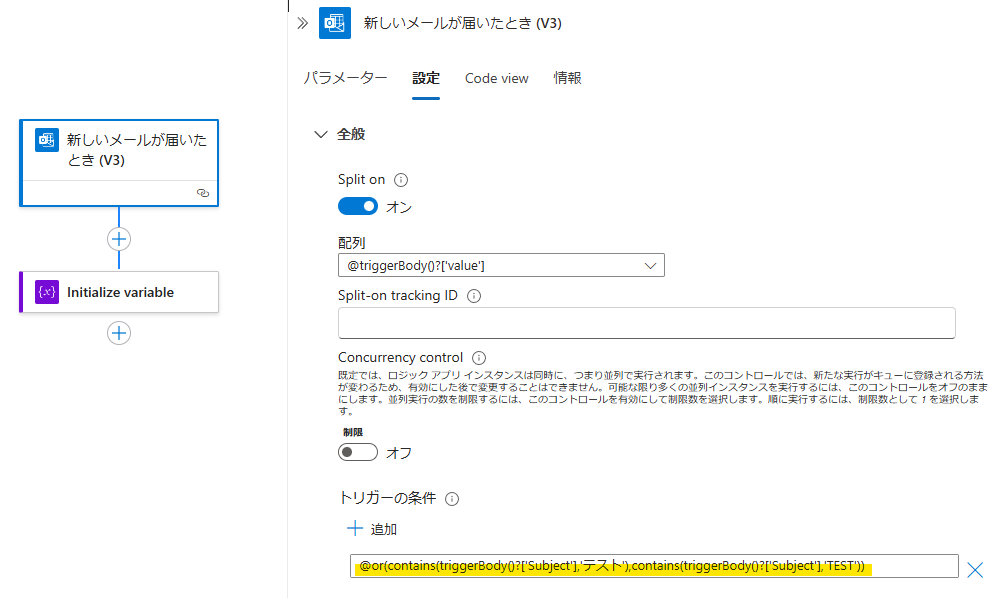 新しいメールが届いたとき (V3)
パラメーター
設定
Code view
情報
新しいメールが届いた
とき (V3)
Initialize variable
全般
Split on
オン
配列
@triggerBody()?['value']
Split-on tracking ID
Concurrency control
既定では、ロジック アプリ インスタンスは同時に、つまり並列で実行されます。このコントロールでは、新たな実行がキューに登録される方法
が変わるため、有効にした後で変更することはできません。可能な限り多くの並列インスタンスを実行するには、このコントロールをオフのまま
にします。並列実行の数を制限するには、このコントロールを有効にして制限数を選択します。順に実行するには、制限数として 1 を選択しま
す。
制限
オフ
トリガーの条件
追加
@or(contains(triggerBody()?['Subject'],'テスト'),contains(triggerBody()?['Subject'],'TEST'))